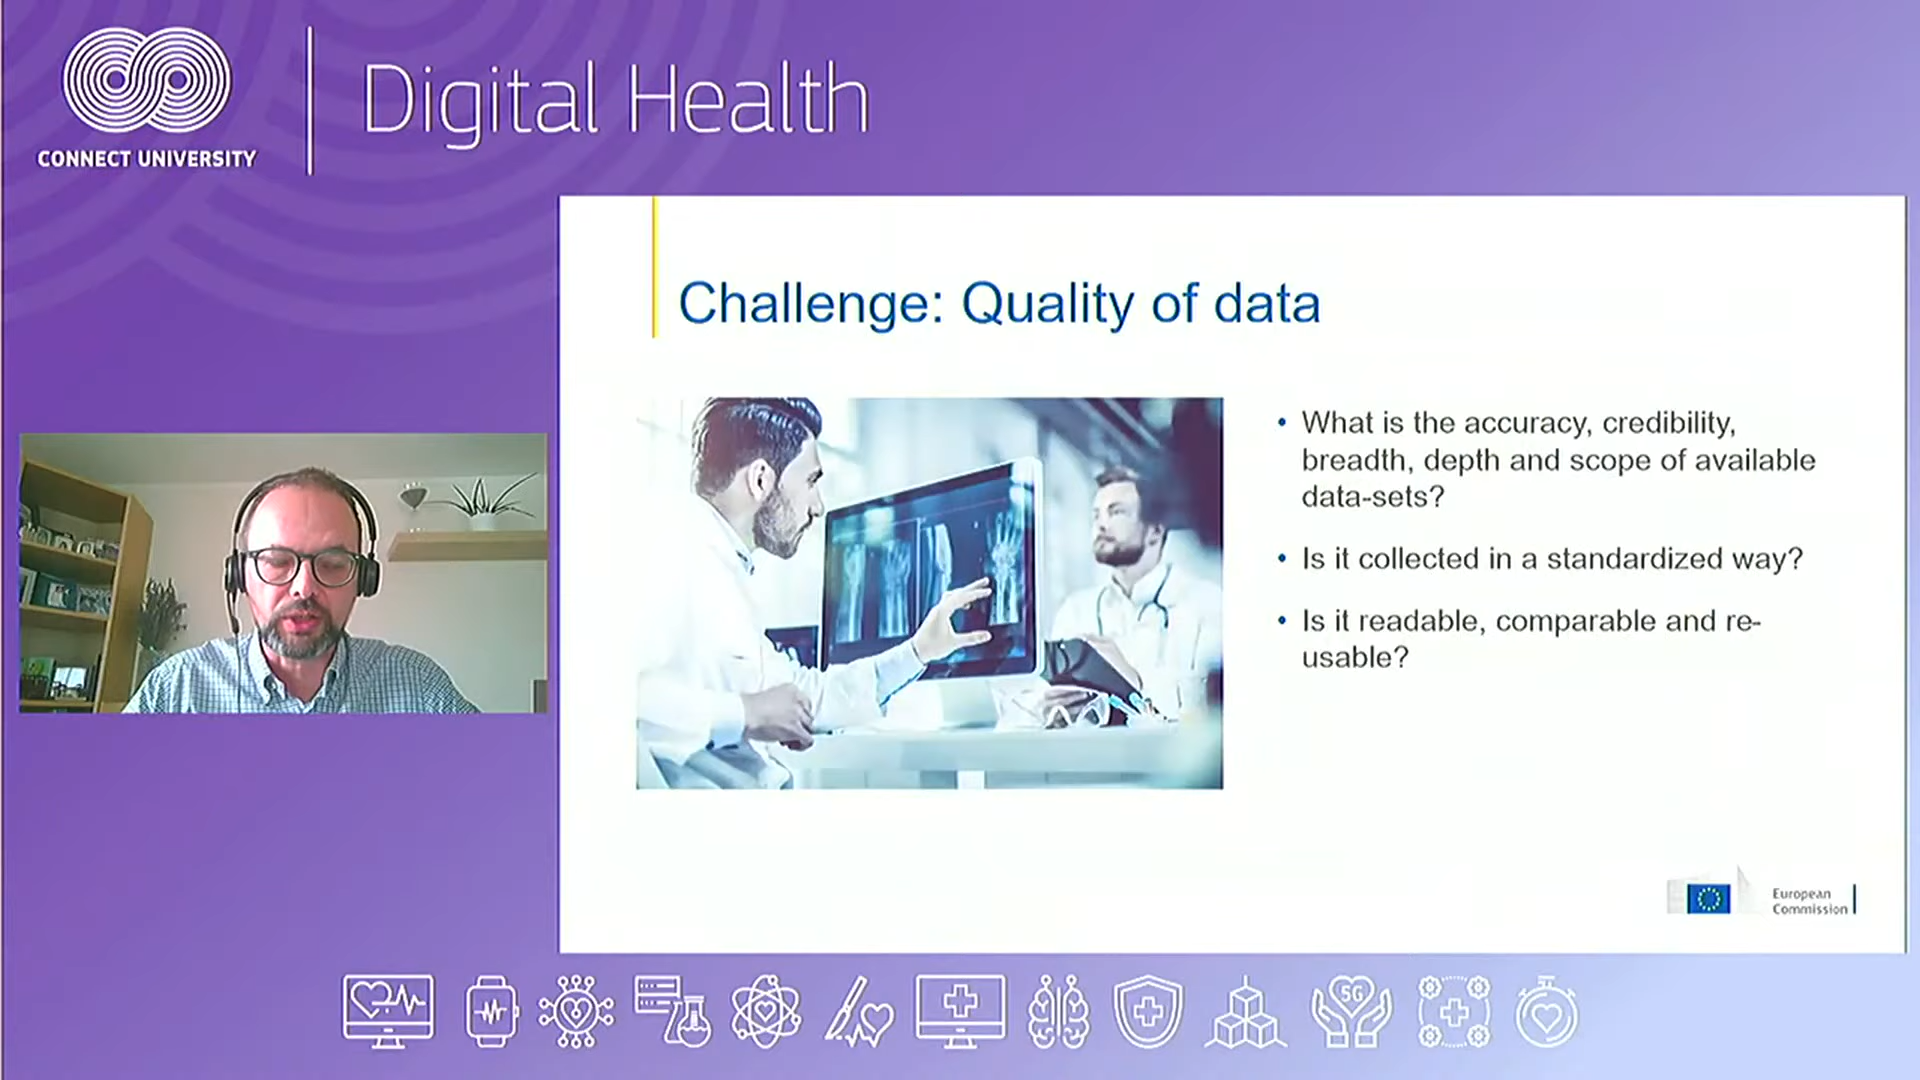 CONNECT UNIVERSITY
Digital Health
Challenge: Quality of data
• What is the accuracy, credibility,
breadth, depth and scope of available
data-sets?
• Is it collected in a standardized way?
• Is it readable, comparable and re-
usable?
European
Commission
5G